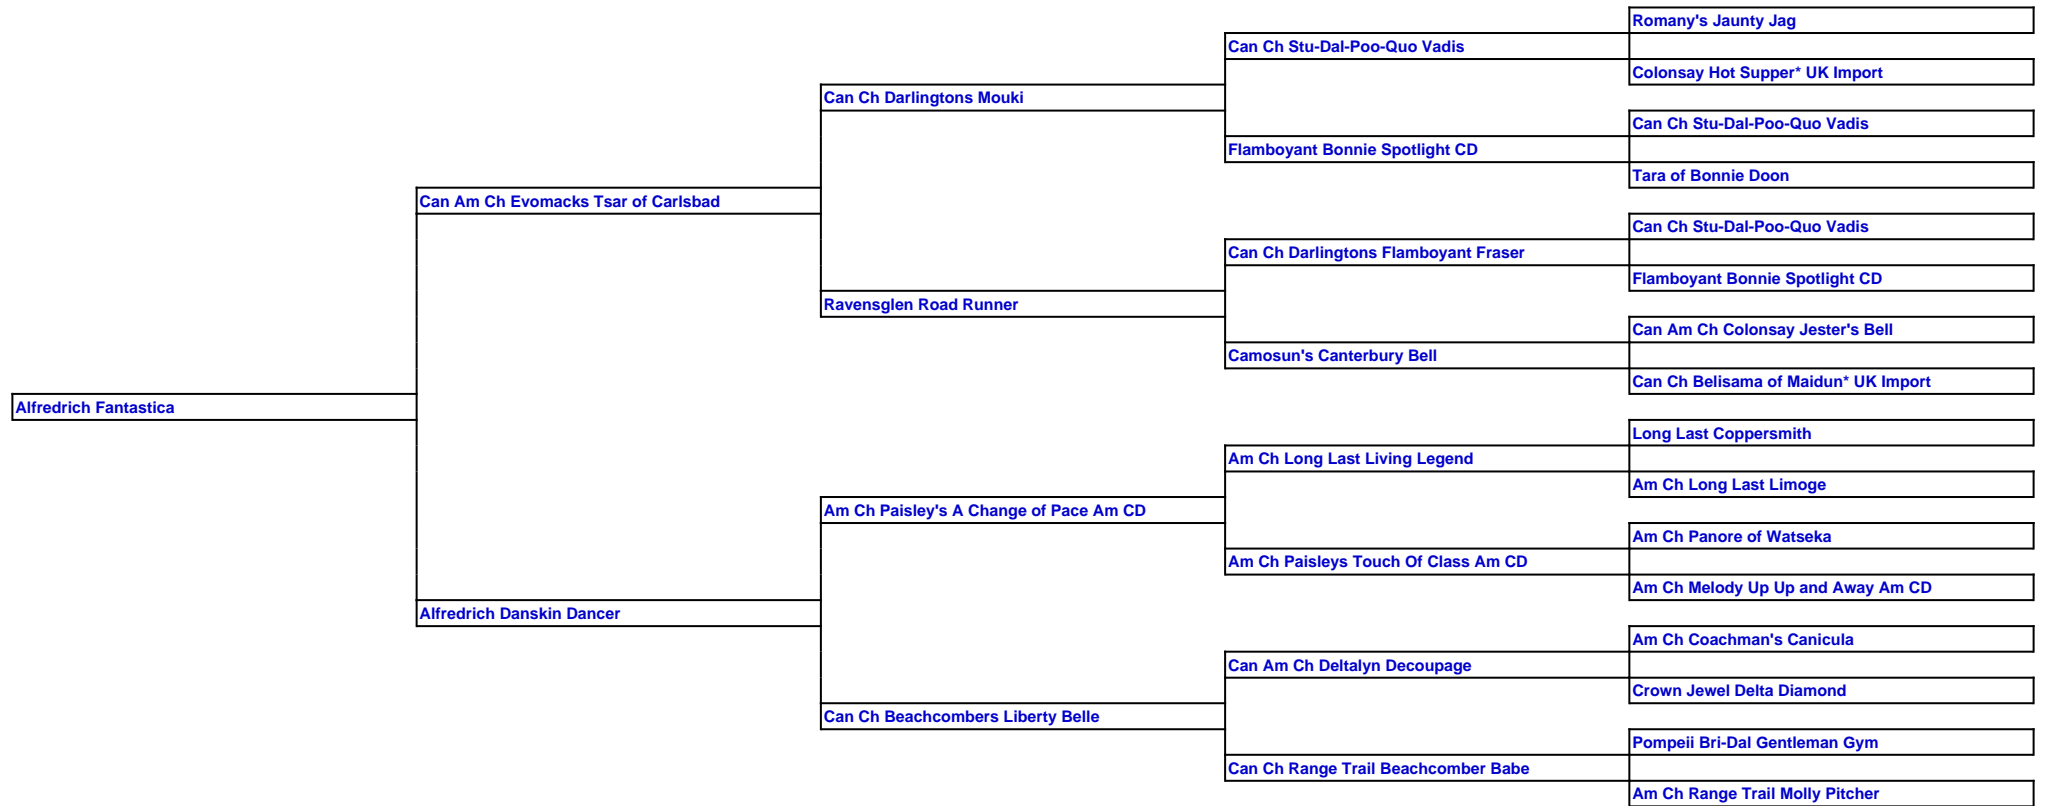 Romany's Jaunty Jag
Can Ch Stu-Dal-Poo-Quo Vadis
Colonsay Hot Supper* UK Import
Can Ch Darlingtons Mouki
Can Ch Stu-Dal-Poo-Quo Vadis
Flamboyant Bonnie Spotlight CD
Tara of Bonnie Doon
Can Am Ch Evomacks Tsar of Carlsbad
Can Ch Stu-Dal-Poo-Quo Vadis
Can Ch Darlingtons Flamboyant Fraser
Flamboyant Bonnie Spotlight CD
Ravensglen Road Runner
Can Am Ch Colonsay Jester's Bell
Camosun's Canterbury Bell
Can Ch Belisama of Maidun* UK Import
Alfredrich Fantastica
Long Last Coppersmith
Am Ch Long Last Living Legend
Am Ch Long Last Limoge
Am Ch Paisley's A Change of Pace Am CD
Am Ch Panore of Watseka
Am Ch Paisleys Touch Of Class Am CD
Am Ch Melody Up Up and Away Am CD
Alfredrich Danskin Dancer
Am Ch Coachman's Canicula
Can Am Ch Deltalyn Decoupage
Crown Jewel Delta Diamond
Can Ch Beachcombers Liberty Belle
Pompeii Bri-Dal Gentleman Gym
Can Ch Range Trail Beachcomber Babe
Am Ch Range Trail Molly Pitcher